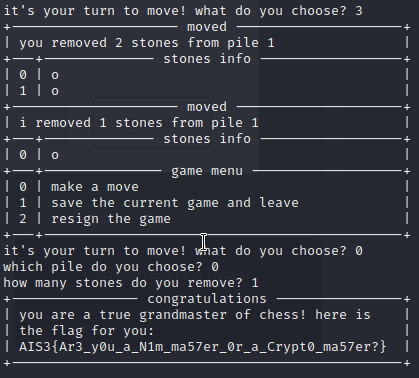 it's your turn to move! what do you choose? 3
moved
you removed 2 stones from pile 1
stones info
0 | o
1 | o
moved
i removed 1 stones from pile 1
stones info
0 | o
game menu
0 | make a move
1 | save the current game and leave
2 | resign the game
it's your turn to move! what do you choose? 0
which pile do you choose? 0
how many stones do you remove? 1
congratulations
you are a true grandmaster of chess! here is
the flag for you:
AIS3{Ar3_y0u_a_N1m_ma57er_0r_a_Crypt0_ma57er?}